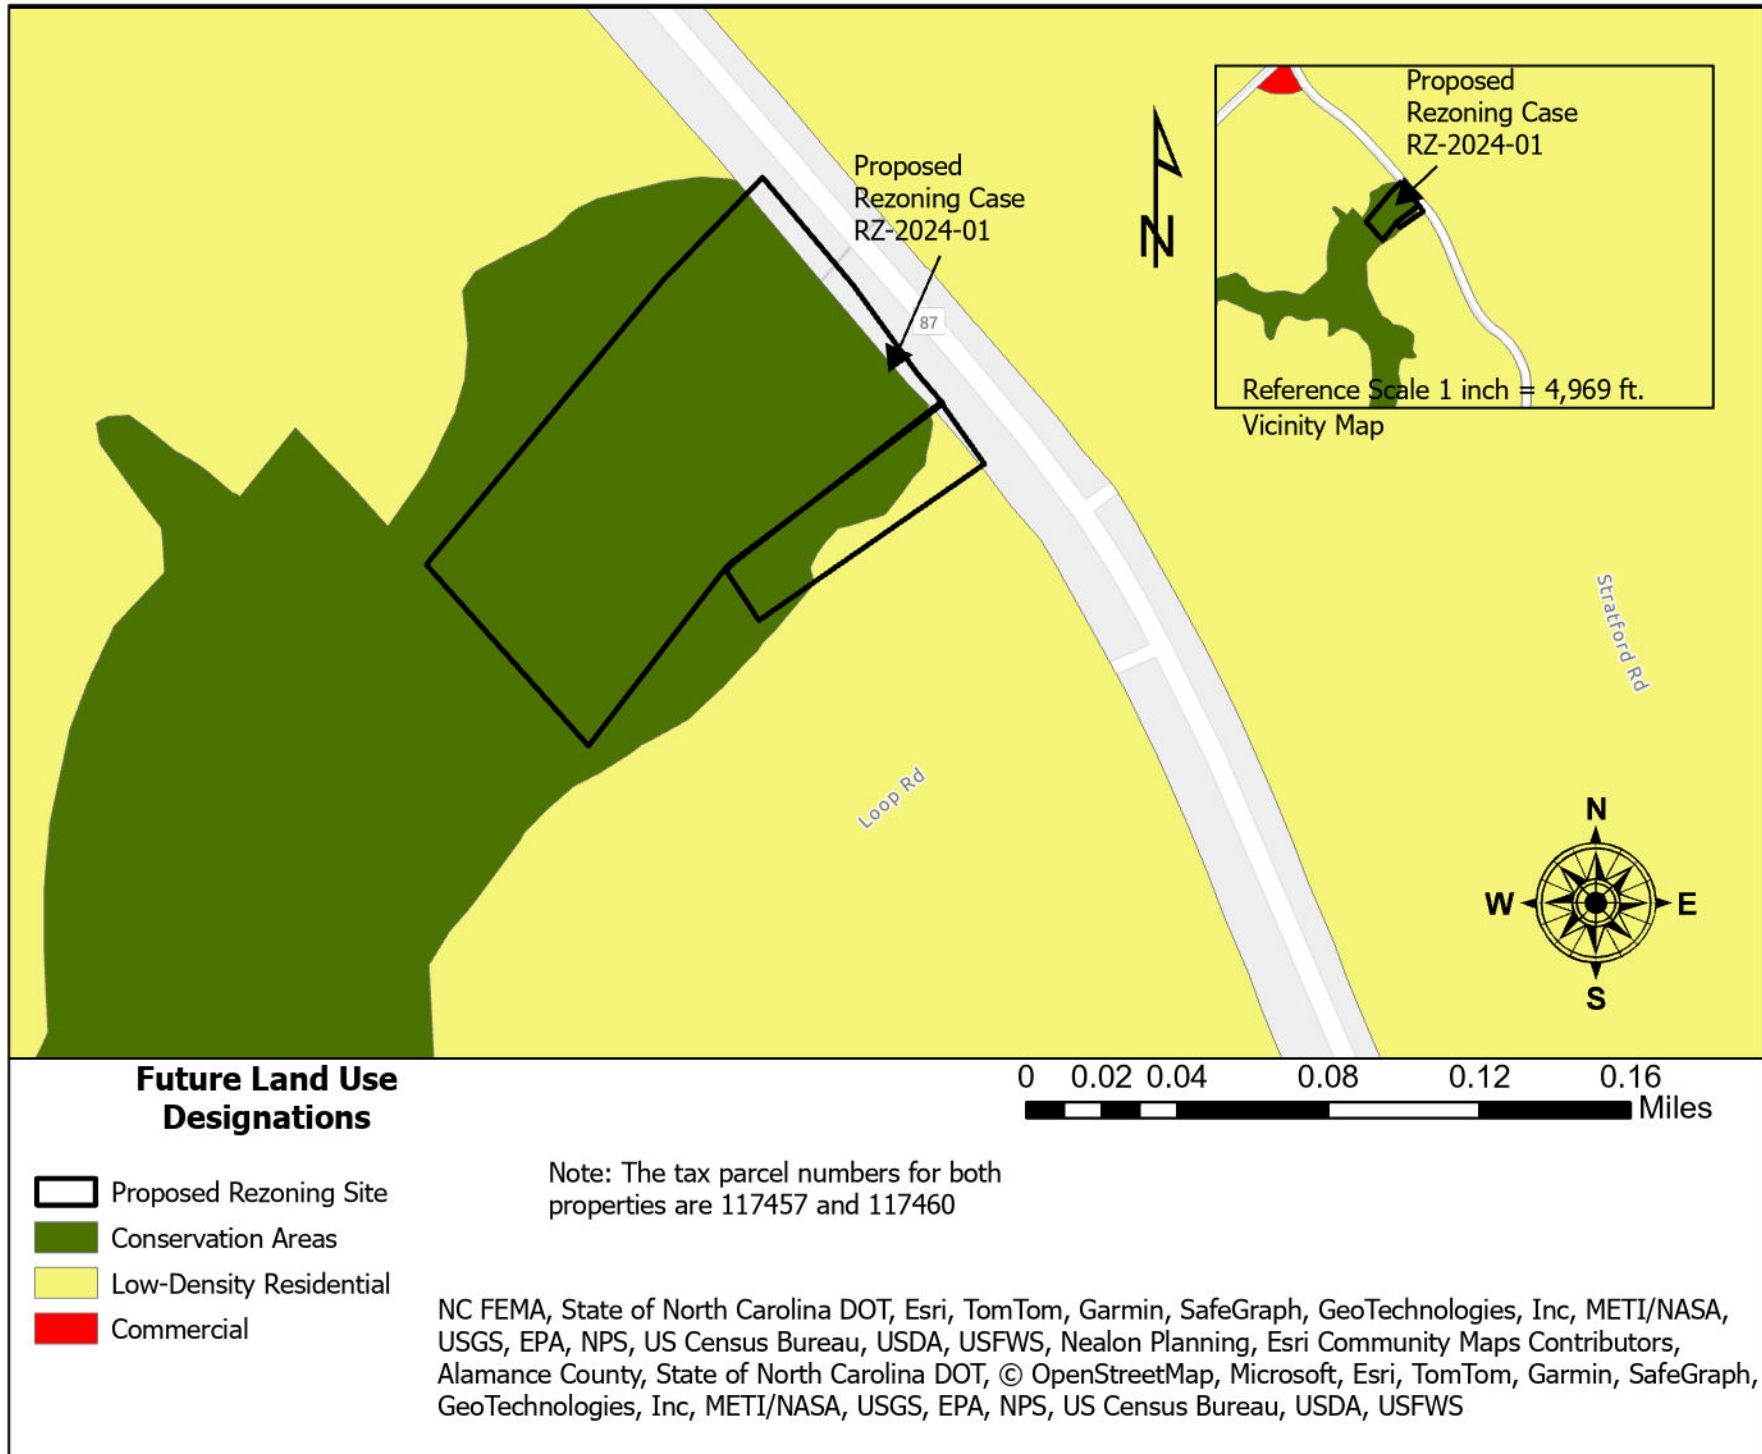 Proposed
Rezoning Case
RZ-2024-01
87
N
Proposed
Rezoning Case
RZ-2024-01
Reference Scale 1 inch = 4,969 ft.
Vicinity Map
Stratford Rd
Loop Rd
N
W E
S
Future Land Use
Designations
Proposed Rezoning Site
Conservation Areas
Low-Density Residential
Commercial
0 0.02 0.04 0.08 0.12 0.16
Miles
Note: The tax parcel numbers for both
properties are 117457 and 117460
NC FEMA, State of North Carolina DOT, Esri, TomTom, Garmin, SafeGraph, GeoTechnologies, Inc, METI/NASA,
USGS, EPA, NPS, US Census Bureau, USDA, USFWS, Nealon Planning, Esri Community Maps Contributors,
Alamance County, State of North Carolina DOT, © OpenStreetMap, Microsoft, Esri, TomTom, Garmin, SafeGraph,
GeoTechnologies, Inc, METI/NASA, USGS, EPA, NPS, US Census Bureau, USDA, USFWS